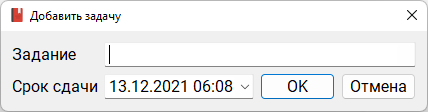 Добавить задачу
Задание
Срок сдачи 13.12.2021 06:08 OK Отмена